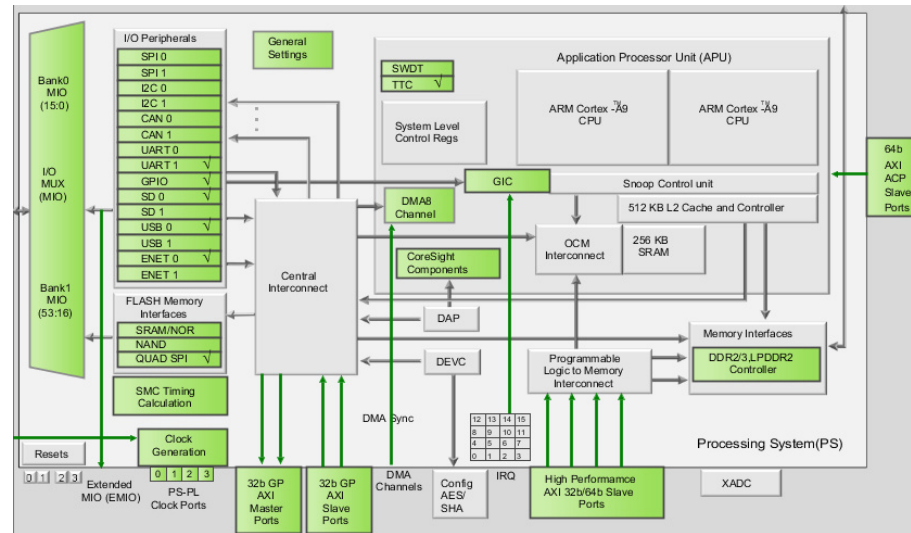 I/O Peripherals
SPI 0
SPI 1
I2C 0
I2C 1
CAN 0
CAN 1
UART 0
UART 1 √
GPIO √
SD 0 √
SD 1
USB 0 √
USB 1
ENET 0 √
ENET 1
Bank0
MIO
(15:0)
I/O
MUX
(MIO)
Bank1
MIO
(53:16)
FLASH Memory
Interfaces
SRAM/NOR
NAND
QUAD SPI √
SMC Timing
Calculation
General
Settings
Application Processor Unit (APU)
SWDT
TTC √
System Level
Control Regs
ARM Cortex -A9™
CPU
ARM Cortex -A9™
CPU
GIC
Snoop Control unit
512 KB L2 Cache and Controller
DMA8
Channel
OCM
Interconnect
256 KB
SRAM
CoreSight
Components
Central
Interconnect
DAP
DEVC
Programmable
Logic to Memory
Interconnect
Memory Interfaces
DDR2/3,LPDDR2
Controller
64b
AXI
ACP
Slave
Ports
Processing System(PS)
DMA Sync
12 13 14 15
8 9 10 11
4 5 6 7
0 1 2 3
Resets
0 1 2 3
Clock
Generation
0 1 2 3
Extended
MIO (EMIO)
PS-PL
Clock Ports
32b GP
AXI
Master
Ports
32b GP
AXI
Slave
Ports
DMA
Channels
Config
AES/
SHA
IRQ
High Performamce
AXI 32b/64b Slave
Ports
XADC